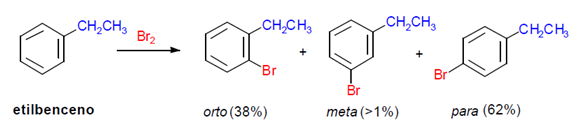 CH2CH3
Br2
CH2CH3
Br
+
CH2CH3
Br
+
CH2CH3
Br
etilbenceno
orto (38%)
meta (>1%)
para (62%)